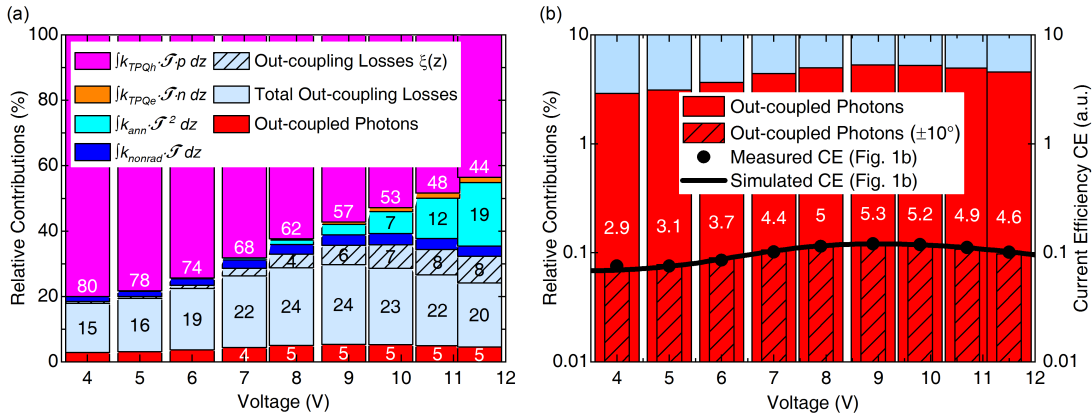 (a)
100
80
60
40
20
0
Relative Contributions (%)
∫k_TPQh·𝒯·p dz
∫k_TPQe·𝒯·n dz
∫k_ann·𝒯² dz
∫k_nonrad·𝒯 dz
Out-coupling Losses ξ(z)
Total Out-coupling Losses
Out-coupled Photons
80 78 74 68 62 57 53 48 44
7 12 19
4 6 7 8 8
15 16 19 22 24 24 23 22 20
4 5 5 5 5 5
4 5 6 7 8 9 10 11 12
Voltage (V)
(b)
10
1
0.1
0.01
Relative Contributions (%)
Out-coupled Photons
Out-coupled Photons (±10°)
Measured CE (Fig. 1b)
Simulated CE (Fig. 1b)
2.9 3.1 3.7 4.4 5 5.3 5.2 4.9 4.6
10
1
0.1
0.01
Current Efficiency CE (a.u.)
4 5 6 7 8 9 10 11 12
Voltage (V)